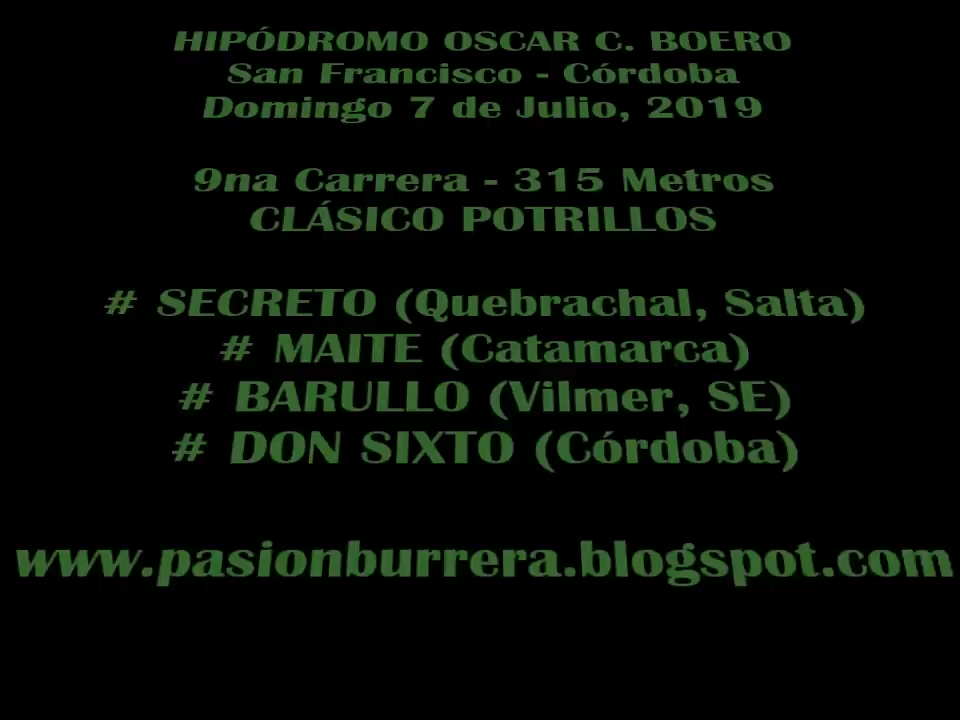 HIPÓDROMO OSCAR C. BOERO
San Francisco - Córdoba
Domingo 7 de Julio, 2019
9na Carrera - 315 Metros
CLÁSICO POTRILLOS
# SECRETO (Quebrachal, Salta)
# MAITE (Catamarca)
# BARULLO (Vilmer, SE)
# DON SIXTO (Córdoba)
www.pasionburrera.blogspot.com